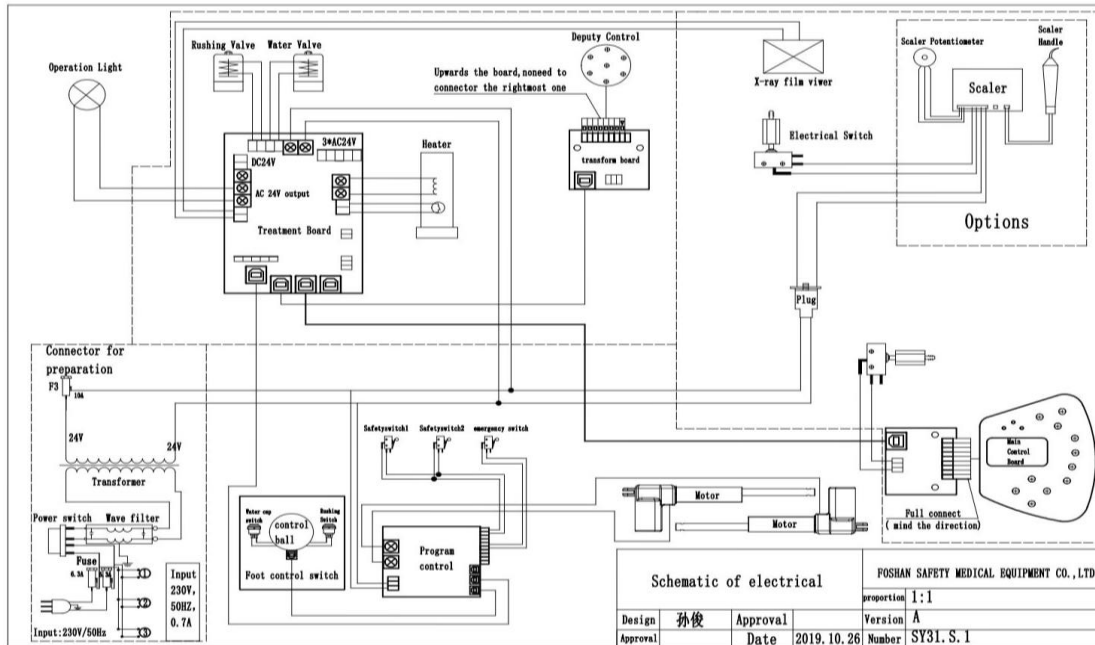 Rushing Valve
Water Valve
Deputy Control
Operation Light
Upwards the board,noneed to
connector the rightmost one
X-ray film viwer
Scaler Potentiometer
Scaler
Handle
Scaler
Electrical Switch
Options
3*AC24V
DC24V
AC 24V output
Treatment Board
Heater
transform board
Plug
Connector for
preparation
F3
10A
24V
24V
Transformer
Power switch
Wave filter
Fuse
6.3A
1
2
3
Input
230V,
50HZ,
0.7A
Input:230V/50Hz
Safetyswitch1
Safetyswitch2
emergency switch
Water cup
switch
control
ball
Rushing
Switch
Foot control switch
Program
control
Motor
Motor
Main
Control
Board
Full connect
( mind the direction)
Schematic of electrical
FOSHAN SAFETY MEDICAL EQUIPMENT CO.,LTD
proportion 1:1
Design 孙俊 Approval Version A
Approval Date 2019.10.26 Number SY31.S.1